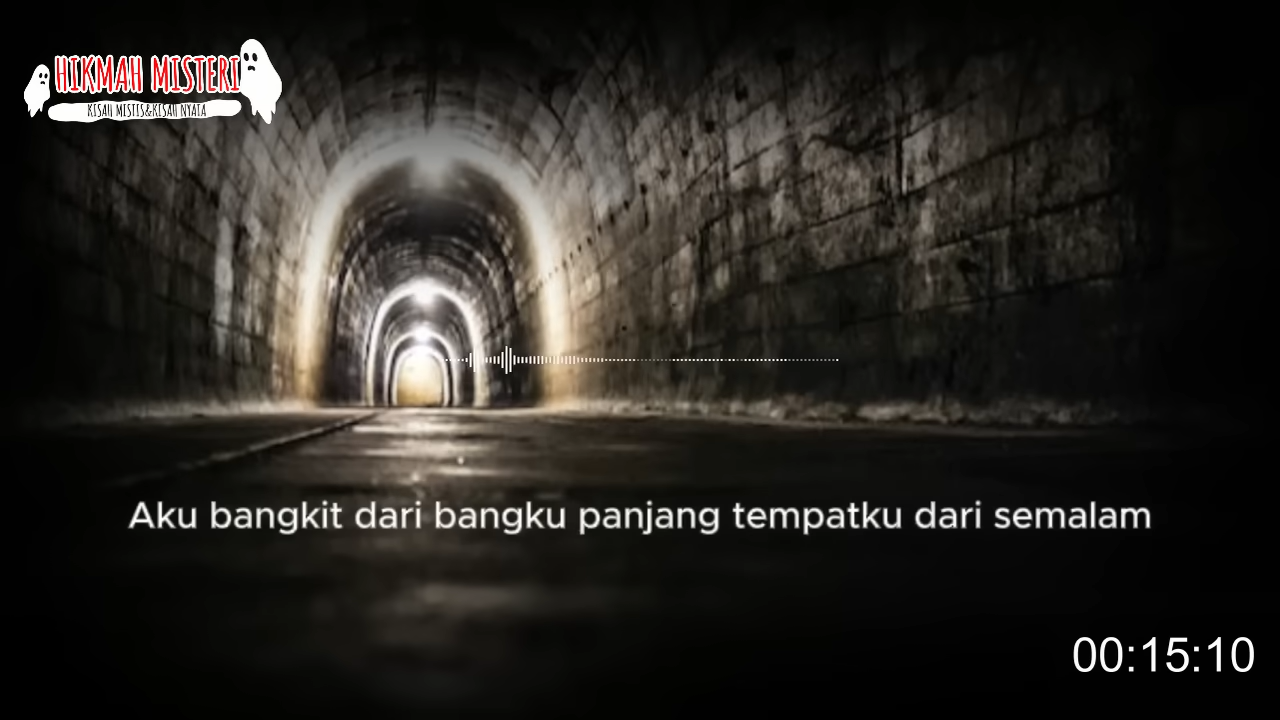 HIKMAH MISTERI
KISAH MISTIS&KISAH NYATA
Aku bangkit dari bangku panjang tempatku dari semalam
00:15:10